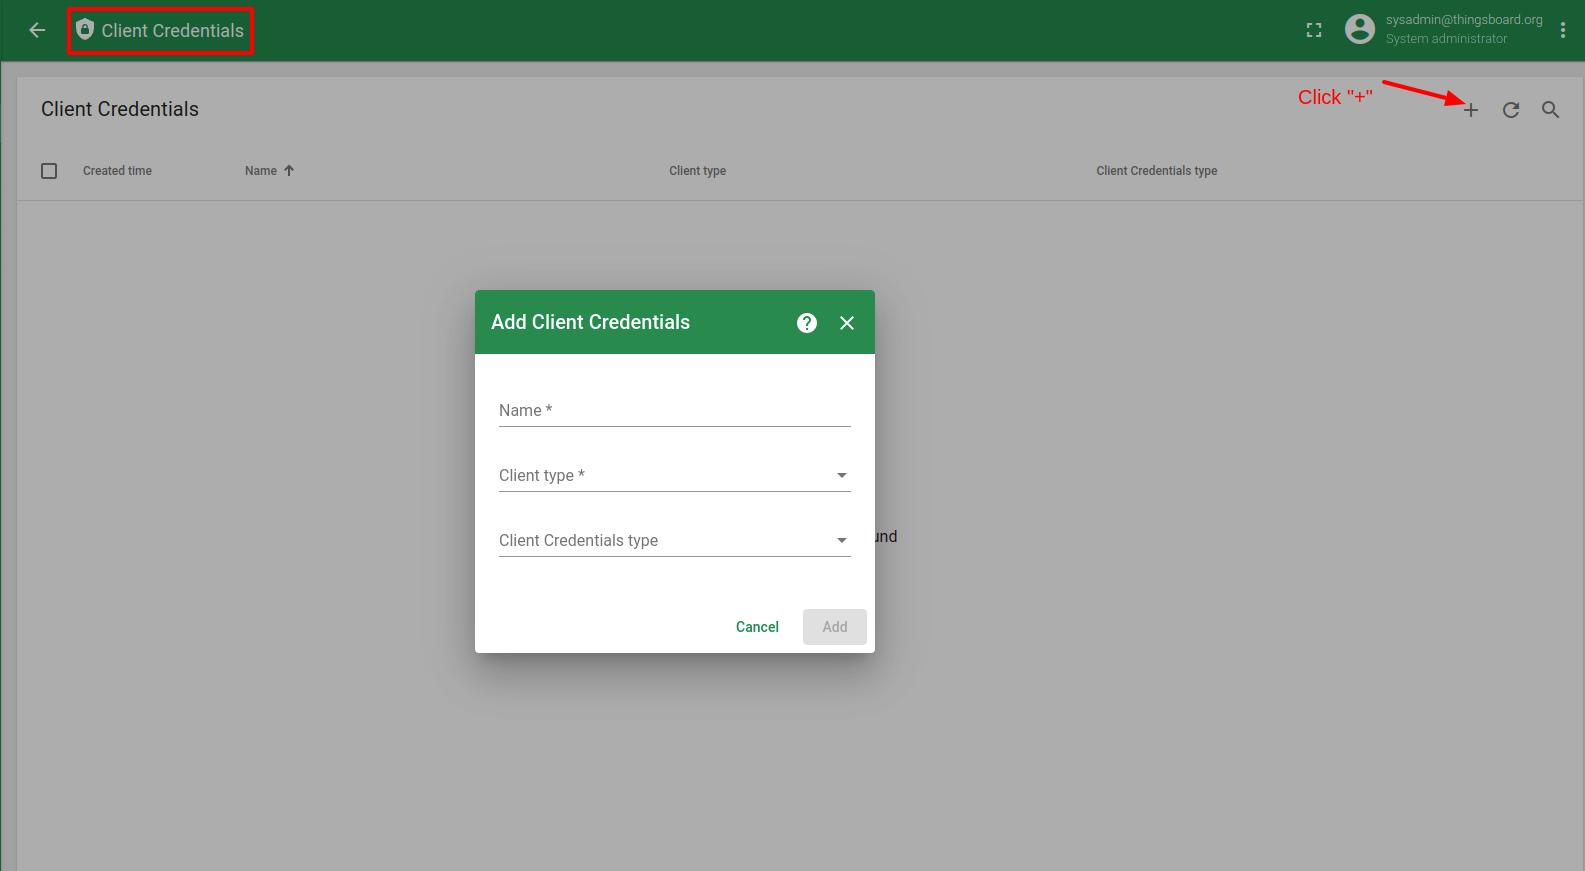 Client Credentials
sysadmin@thingsboard.org
System administrator
Client Credentials
Click "+"
Created time
Name
Client type
Client Credentials type
Add Client Credentials
Name *
Client type *
Client Credentials type
Cancel
Add